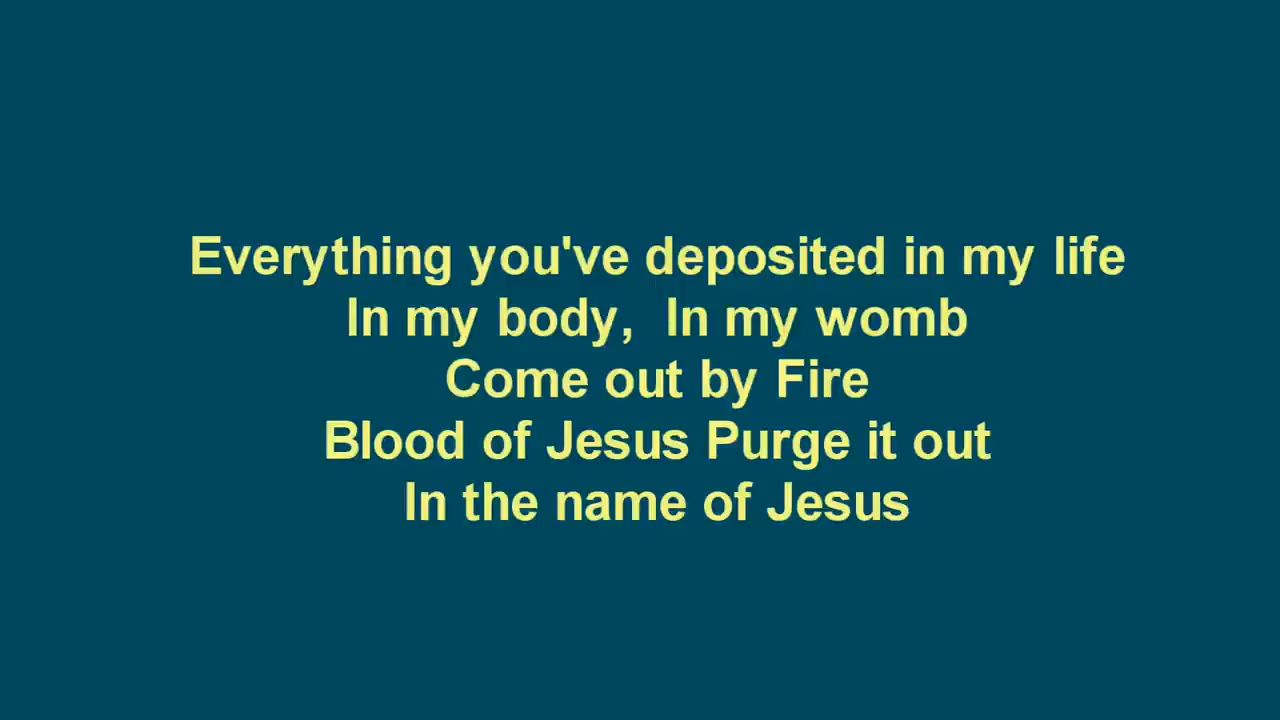 Everything you've deposited in my life
In my body,  In my womb
Come out by Fire
Blood of Jesus Purge it out
In the name of Jesus